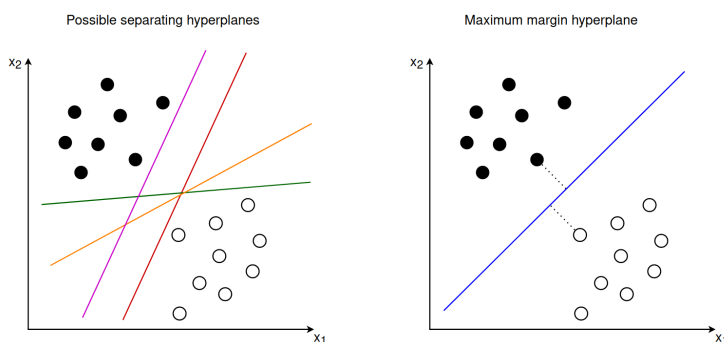 Possible separating hyperplanes
Maximum margin hyperplane
x₂
x₂
x₁
x